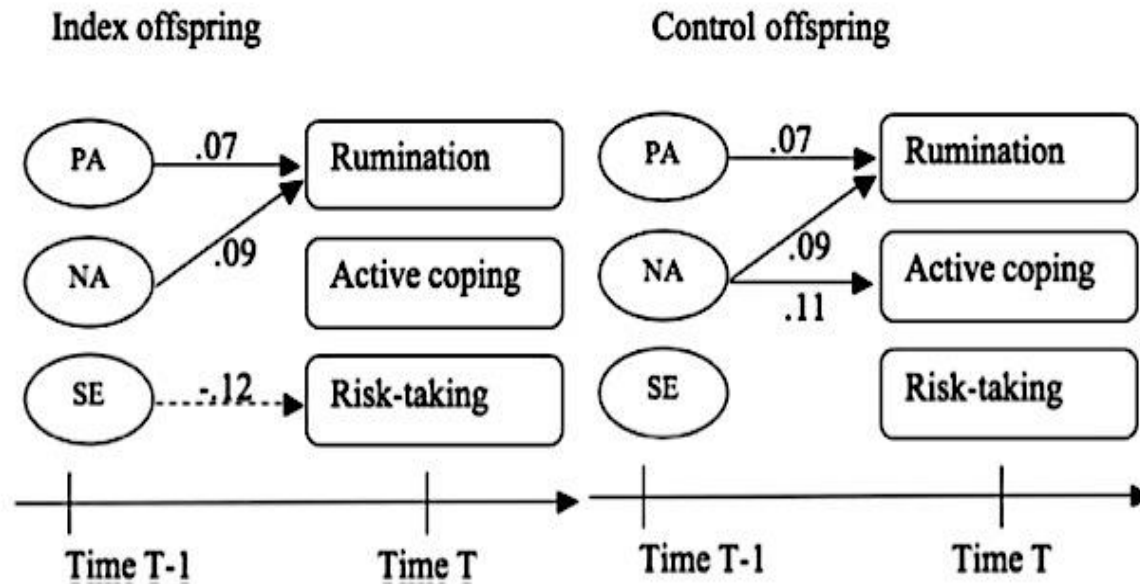 Index offspring
PA
.07
Rumination
NA
.09
Active coping
SE
-.12
Risk-taking
Time T-1
Time T
Control offspring
PA
.07
Rumination
NA
.09
Active coping
.11
SE
Risk-taking
Time T-1
Time T